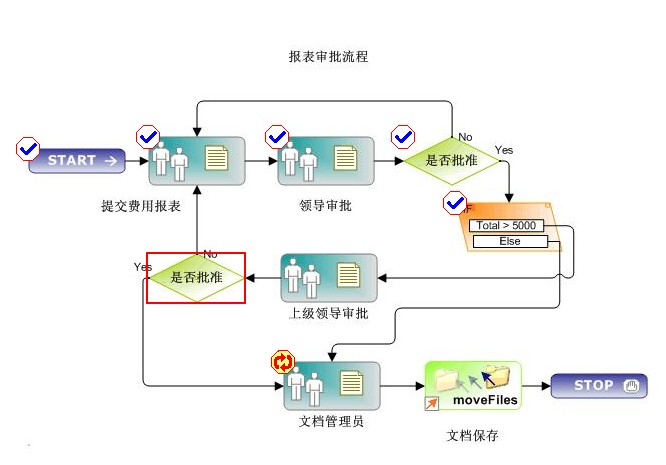 报表审批流程
No
Yes
START
是否批准
提交费用报表
领导审批
IF
Total > 5000
Else
No
Yes
是否批准
上级领导审批
moveFiles
STOP
文档管理员
文档保存